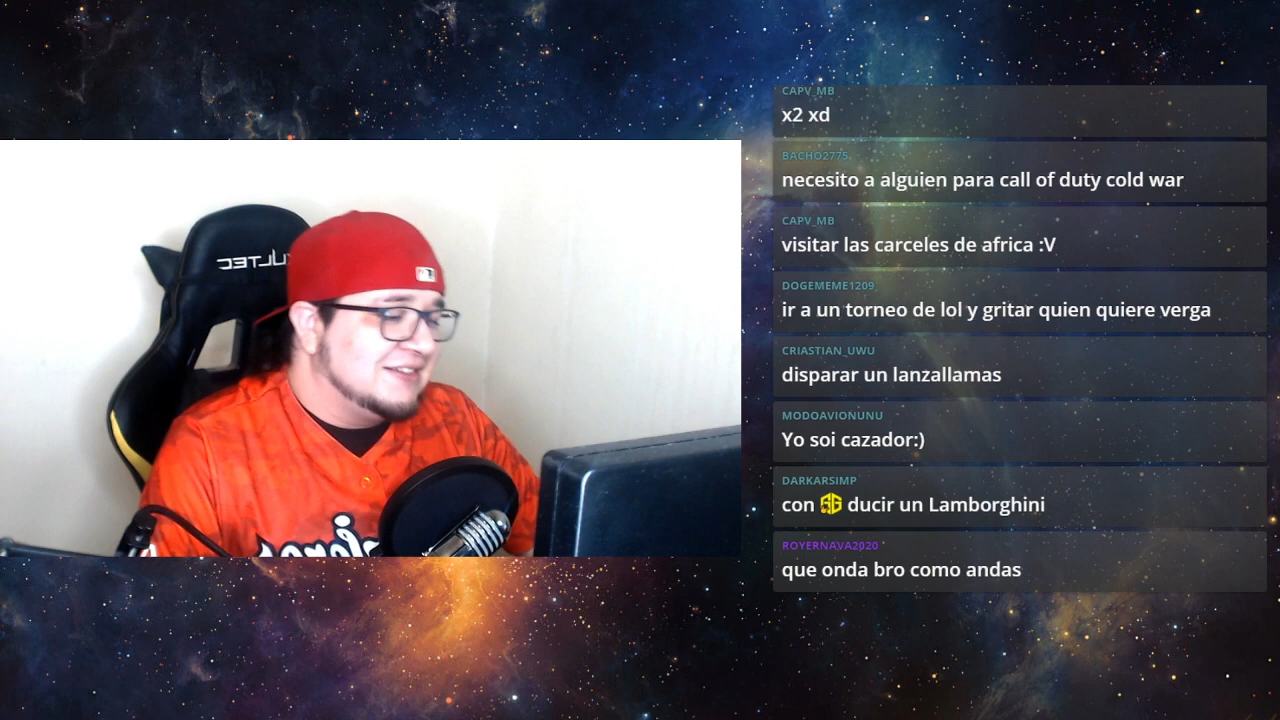 CAPV_MB
x2 xd
BACHO2775
necesito a alguien para call of duty cold war
CAPV_MB
visitar las carceles de africa :V
DOGEMEME1209
ir a un torneo de lol y gritar quien quiere verga
CRIASTIAN_UWU
disparar un lanzallamas
MODOAVIONUNU
Yo soi cazador:)
DARKARSIMP
con ducir un Lamborghini
ROYERNAVA2020
que onda bro como andas